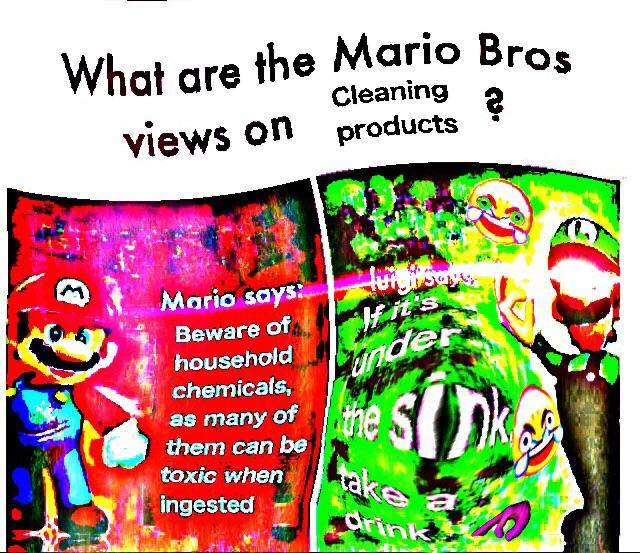 What are the Mario Bros
views on Cleaning products ?
Mario says:
Beware of
household
chemicals,
as many of
them can be
toxic when
ingested
luigi says:
If it's
under
the sink
take a
drink
M
L